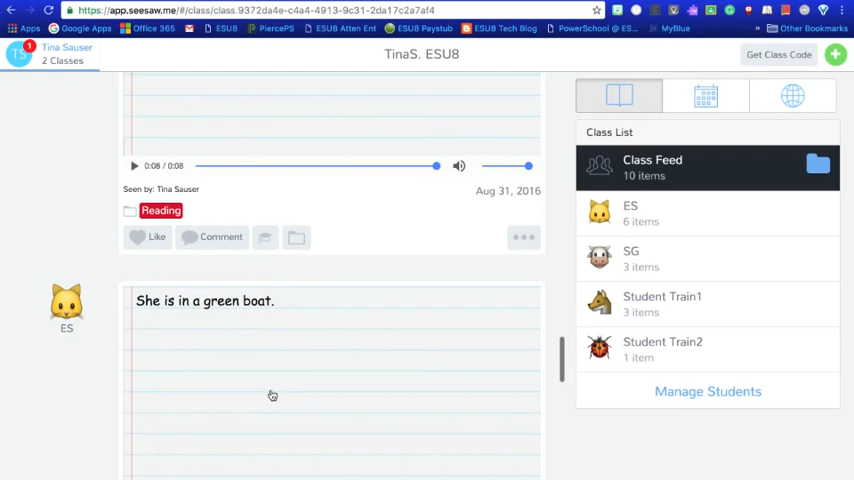 https://app.seesaw.me/#/class/class.9372da4e-c4a4-4913-9c31-2da17c2a7af4
Apps Google Apps Office 365 ESU8 PiercePS ESU8 Atten Ent ESU8 Paystub ESU8 Tech Blog PowerSchool @ ES... MyBlue » Other Bookmarks
TS 1 Tina Sauser
2 Classes
TinaS. ESU8
Get Class Code
Class List
Class Feed
10 items
ES
6 items
SG
3 items
Student Train1
3 items
Student Train2
1 item
Manage Students
0:08 / 0:08
Seen by: Tina Sauser
Aug 31, 2016
Reading
Like
Comment
ES
She is in a green boat.